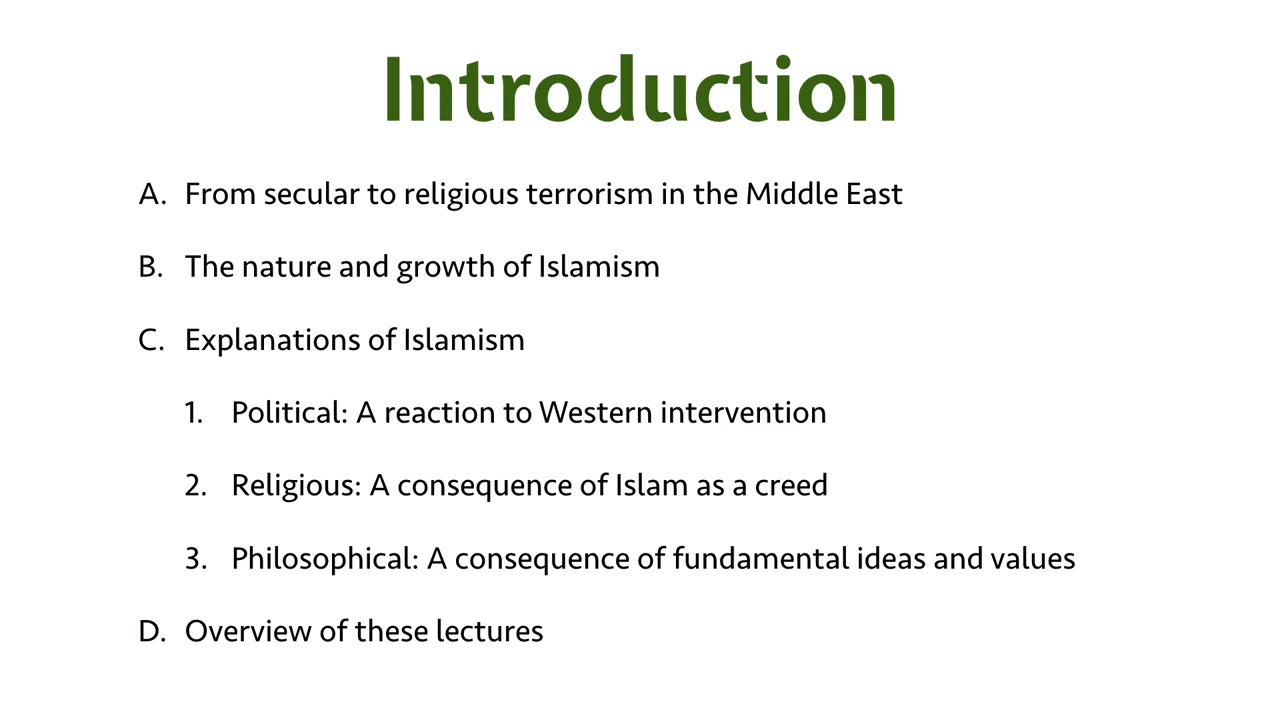 Introduction
A. From secular to religious terrorism in the Middle East
B. The nature and growth of Islamism
C. Explanations of Islamism
1. Political: A reaction to Western intervention
2. Religious: A consequence of Islam as a creed
3. Philosophical: A consequence of fundamental ideas and values
D. Overview of these lectures